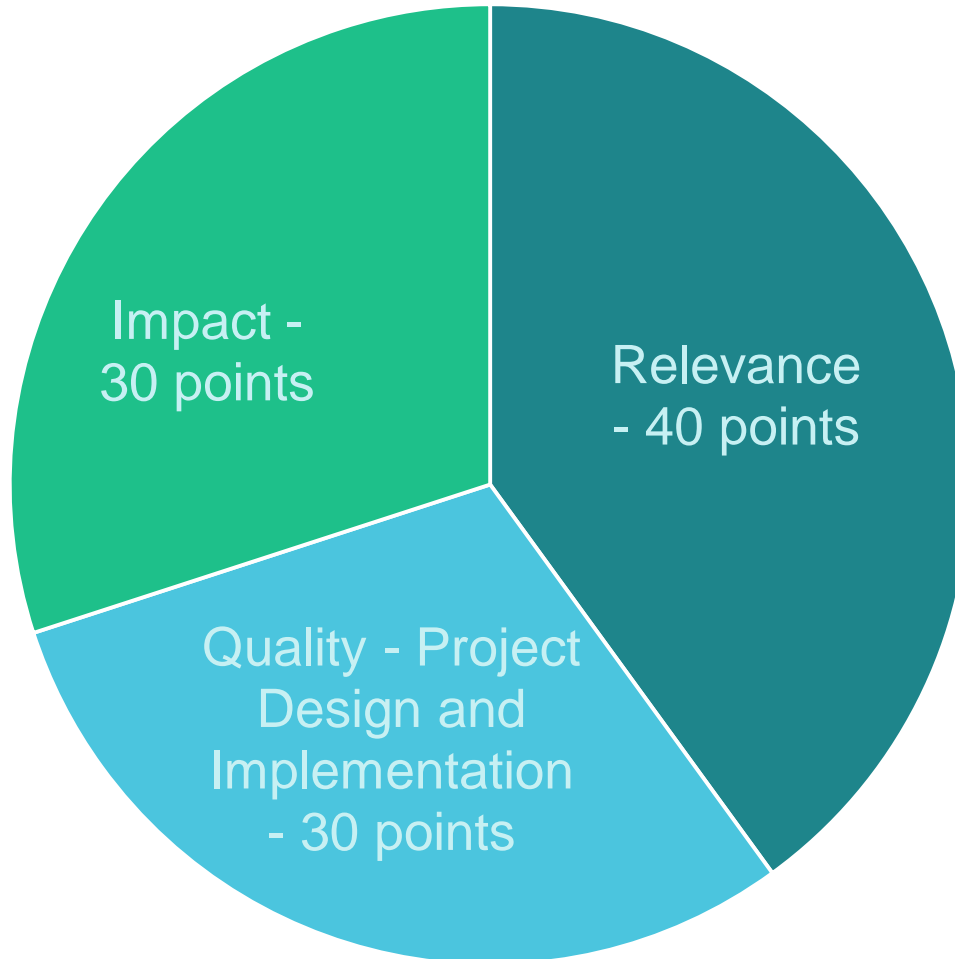 Impact -
30 points
Relevance
- 40 points
Quality - Project
Design and
Implementation
- 30 points